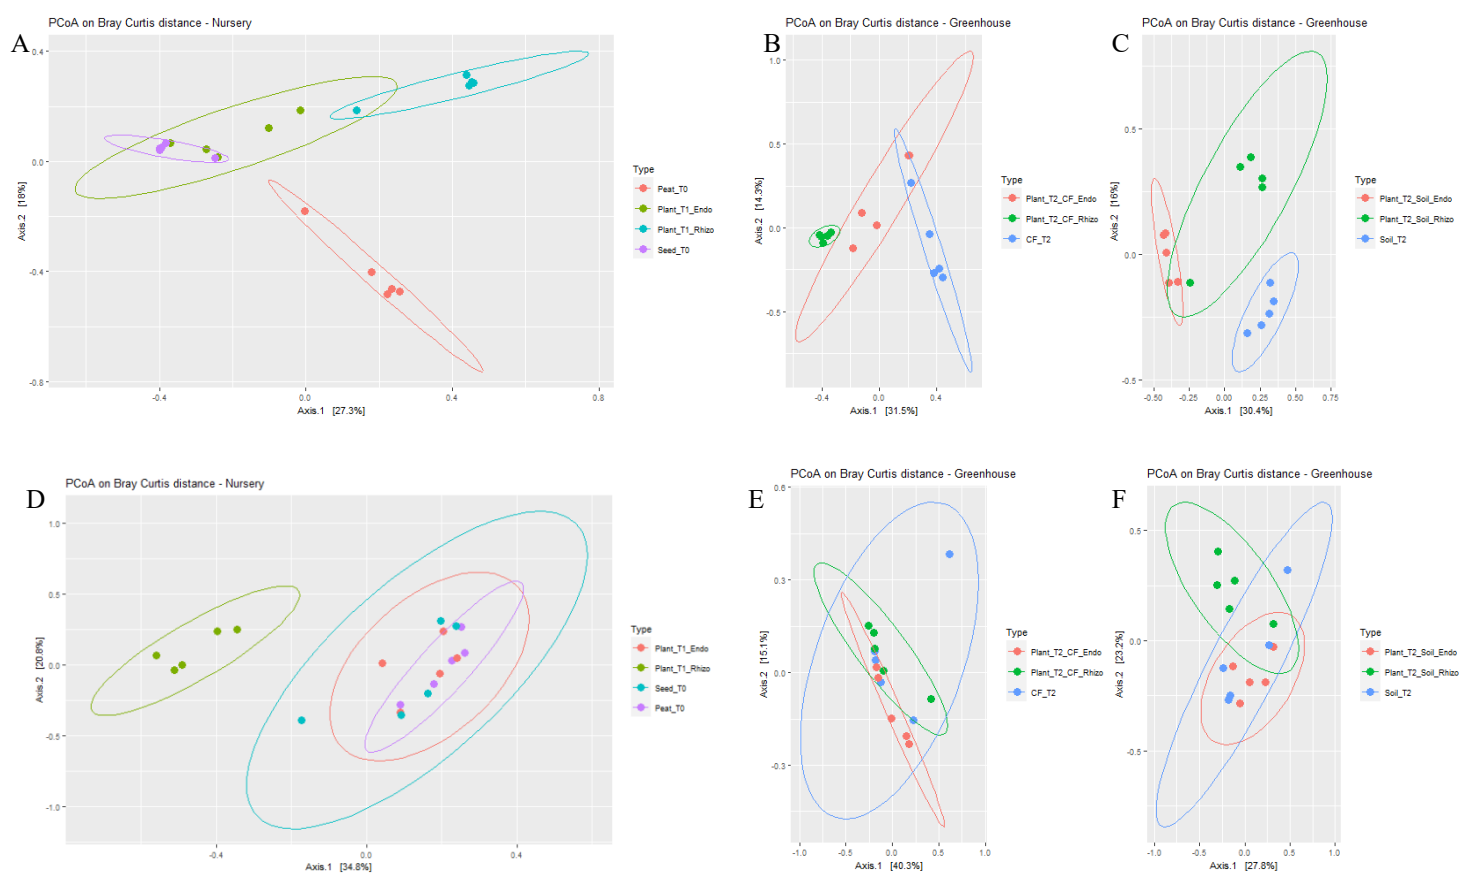 A
PCoA on Bray Curtis distance - Nursery
0.4
0.0
-0.4
-0.8
Axis.2 [18%]
-0.4
0.0
0.4
0.8
Axis.1 [27.3%]
Type
Peat_T0
Plant_T1_Endo
Plant_T1_Rhizo
Seed_T0
B
PCoA on Bray Curtis distance - Greenhouse
1.0
0.5
0.0
-0.5
Axis.2 [14.3%]
-0.4
0.0
0.4
Axis.1 [31.5%]
Type
Plant_T2_CF_Endo
Plant_T2_CF_Rhizo
CF_T2
C
PCoA on Bray Curtis distance - Greenhouse
0.5
0.0
-0.5
Axis.2 [16%]
-0.50
-0.25
0.00
0.25
0.50
0.75
Axis.1 [30.4%]
Type
Plant_T2_Soil_Endo
Plant_T2_Soil_Rhizo
Soil_T2
D
PCoA on Bray Curtis distance - Nursery
1.0
0.5
0.0
-0.5
-1.0
Axis.2 [20.8%]
-0.4
0.0
0.4
Axis.1 [34.8%]
Type
Plant_T1_Endo
Plant_T1_Rhizo
Seed_T0
Peat_T0
E
PCoA on Bray Curtis distance - Greenhouse
0.6
0.3
0.0
-0.3
Axis.2 [15.1%]
-1.0
-0.5
0.0
0.5
1.0
Axis.1 [40.3%]
Type
Plant_T2_CF_Endo
Plant_T2_CF_Rhizo
CF_T2
F
PCoA on Bray Curtis distance - Greenhouse
0.5
0.0
-0.5
Axis.2 [23.2%]
-1.0
-0.5
0.0
0.5
1.0
Axis.1 [27.8%]
Type
Plant_T2_Soil_Endo
Plant_T2_Soil_Rhizo
Soil_T2